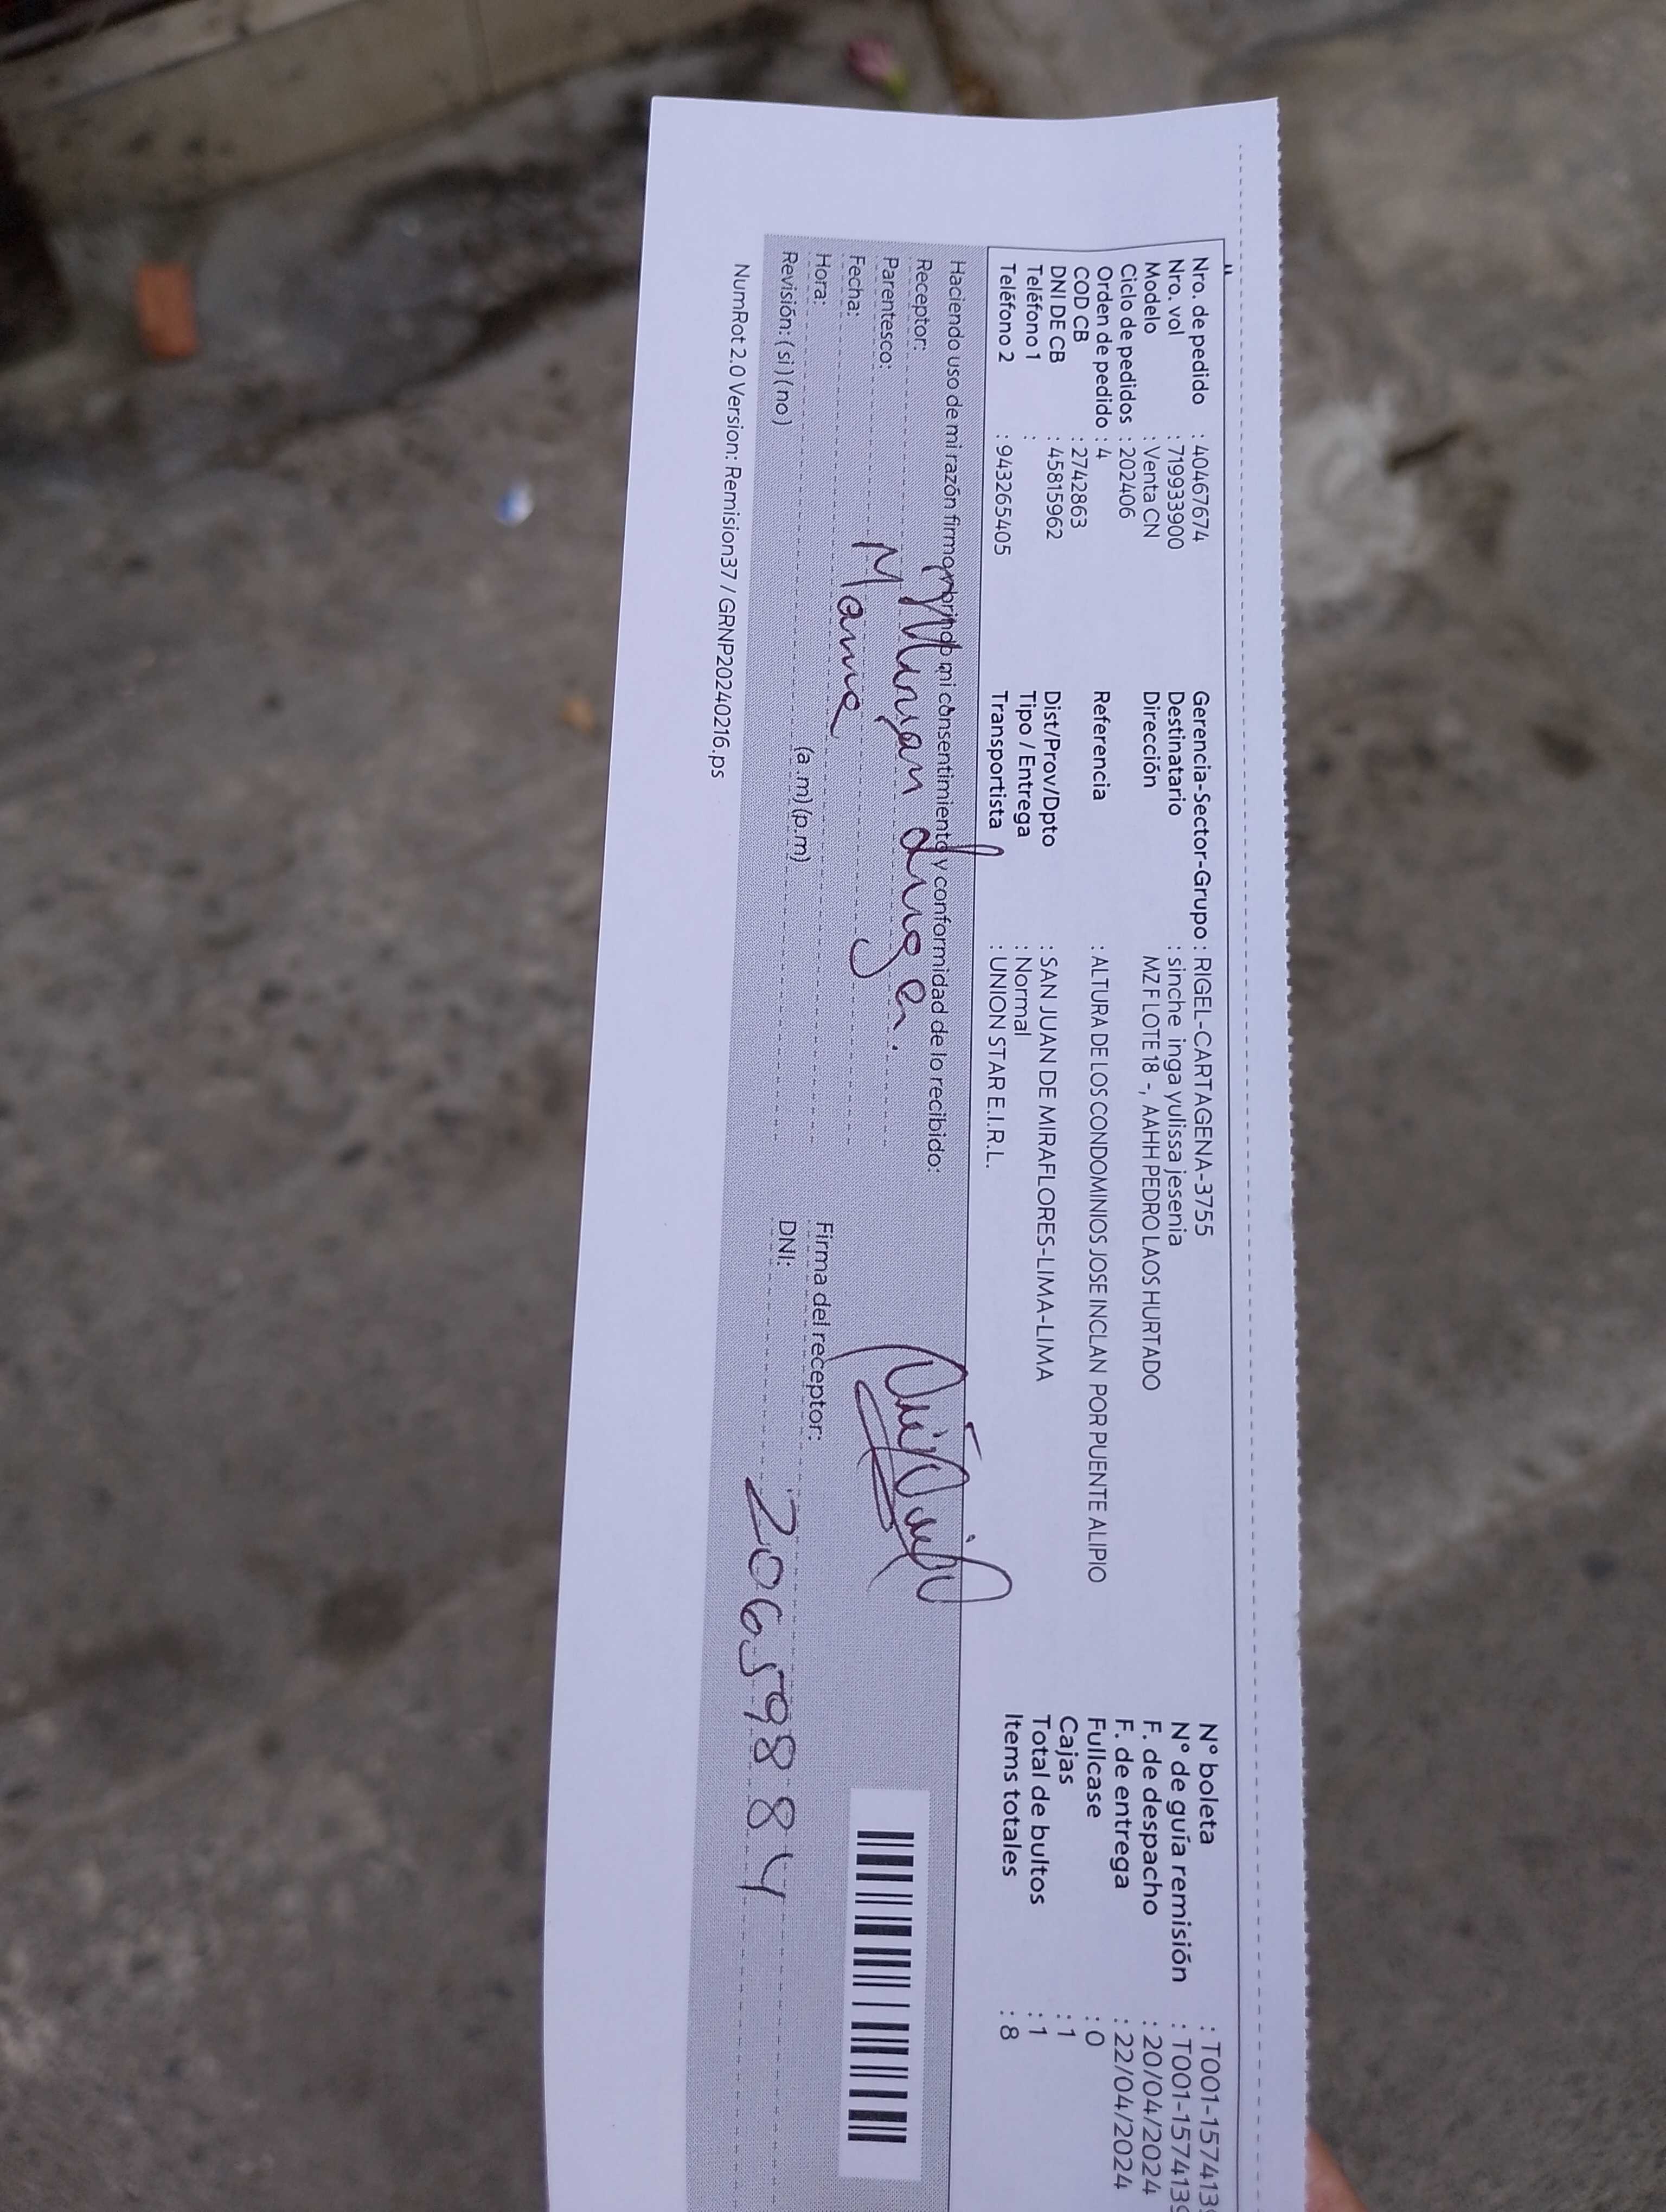 Nro. de pedido : 40467674
Nro. vol : 719933900
Modelo : Venta CN
Ciclo de pedidos : 202406
Orden de pedido : 4
COD CB : 2742863
DNI DE CB : 45815962
Teléfono 1 :
Teléfono 2 : 943265405
Gerencia-Sector-Grupo : RIGEL-CARTAGENA-3755
Destinatario : sinche inga yulissa jesenia
Dirección MZ F LOTE 18 -, AAHH PEDRO LAOS HURTADO
Referencia : ALTURA DE LOS CONDOMINIOS JOSE INCLAN POR PUENTE ALIPIO
Dist/Prov/Dpto : SAN JUAN DE MIRAFLORES-LIMA-LIMA
Tipo / Entrega : Normal
Transportista : UNION STAR E.I.R.L.
N° boleta : T001-157413
N° de guía remisión : T001-157413
F. de despacho : 20/04/2024
F. de entrega : 22/04/2024
Fullcase : 0
Cajas : 1
Total de bultos : 1
Items totales : 8
Haciendo uso de mi razón firmo mi consentimiento y conformidad de lo recibido:
Receptor:
Parentesco: Mama
Fecha:
Hora: (a .m) (p.m)
Revisión: ( si ) ( no )
Firma del receptor:
DNI: 20659884
NumRot 2.0 Version: Remision37 / GRNP20240216.ps